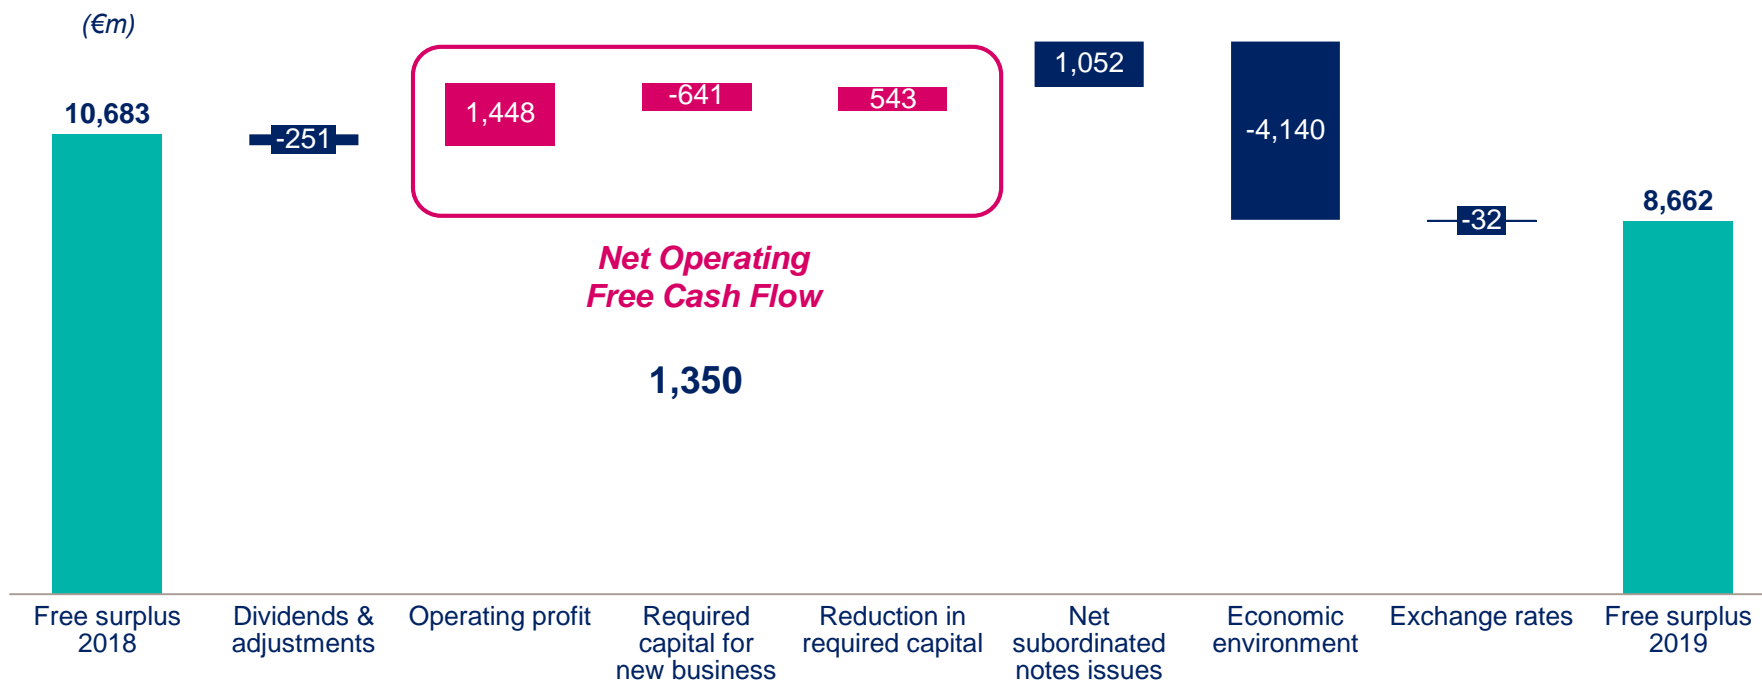 (€m)
10,683
-251
1,448
-641
543
1,052
-4,140
-32
8,662
Net Operating
Free Cash Flow
1,350
Free surplus
2018
Dividends &
adjustments
Operating profit
Required
capital for
new business
Reduction in
required capital
Net
subordinated
notes issues
Economic
environment
Exchange rates
Free surplus
2019